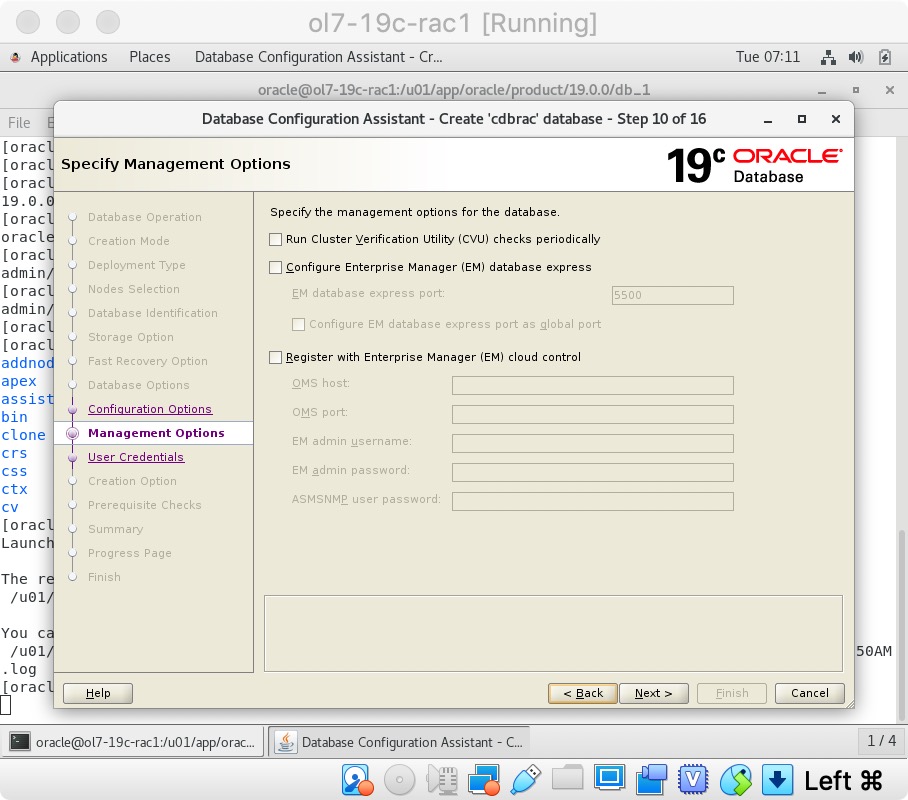 ol7-19c-rac1 [Running]
Applications Places Database Configuration Assistant - Cr... Tue 07:11
oracle@ol7-19c-rac1:/u01/app/oracle/product/19.0.0/db_1
File E
Database Configuration Assistant - Create 'cdbrac' database - Step 10 of 16
Specify Management Options
19c ORACLE
Database
[oracl
[oracl
[oracl
19.0.0
[oracl
oracle
[oracl
admin/
[oracl
admin/
[oracl
[oracl
addnod
apex
assist
bin
clone
crs
css
ctx
cv
[oracl
Launch
The re
/u01/
You ca
/u01/
50AM
.log
[oracl
Database Operation
Creation Mode
Deployment Type
Nodes Selection
Database Identification
Storage Option
Fast Recovery Option
Database Options
Configuration Options
Management Options
User Credentials
Creation Option
Prerequisite Checks
Summary
Progress Page
Finish
Specify the management options for the database.
Run Cluster Verification Utility (CVU) checks periodically
Configure Enterprise Manager (EM) database express
EM database express port: 5500
Configure EM database express port as global port
Register with Enterprise Manager (EM) cloud control
OMS host:
OMS port:
EM admin username:
EM admin password:
ASMSNMP user password:
Help < Back Next > Finish Cancel
oracle@ol7-19c-rac1:/u01/app/orac... Database Configuration Assistant - C... 1 / 4
V Left ⌘